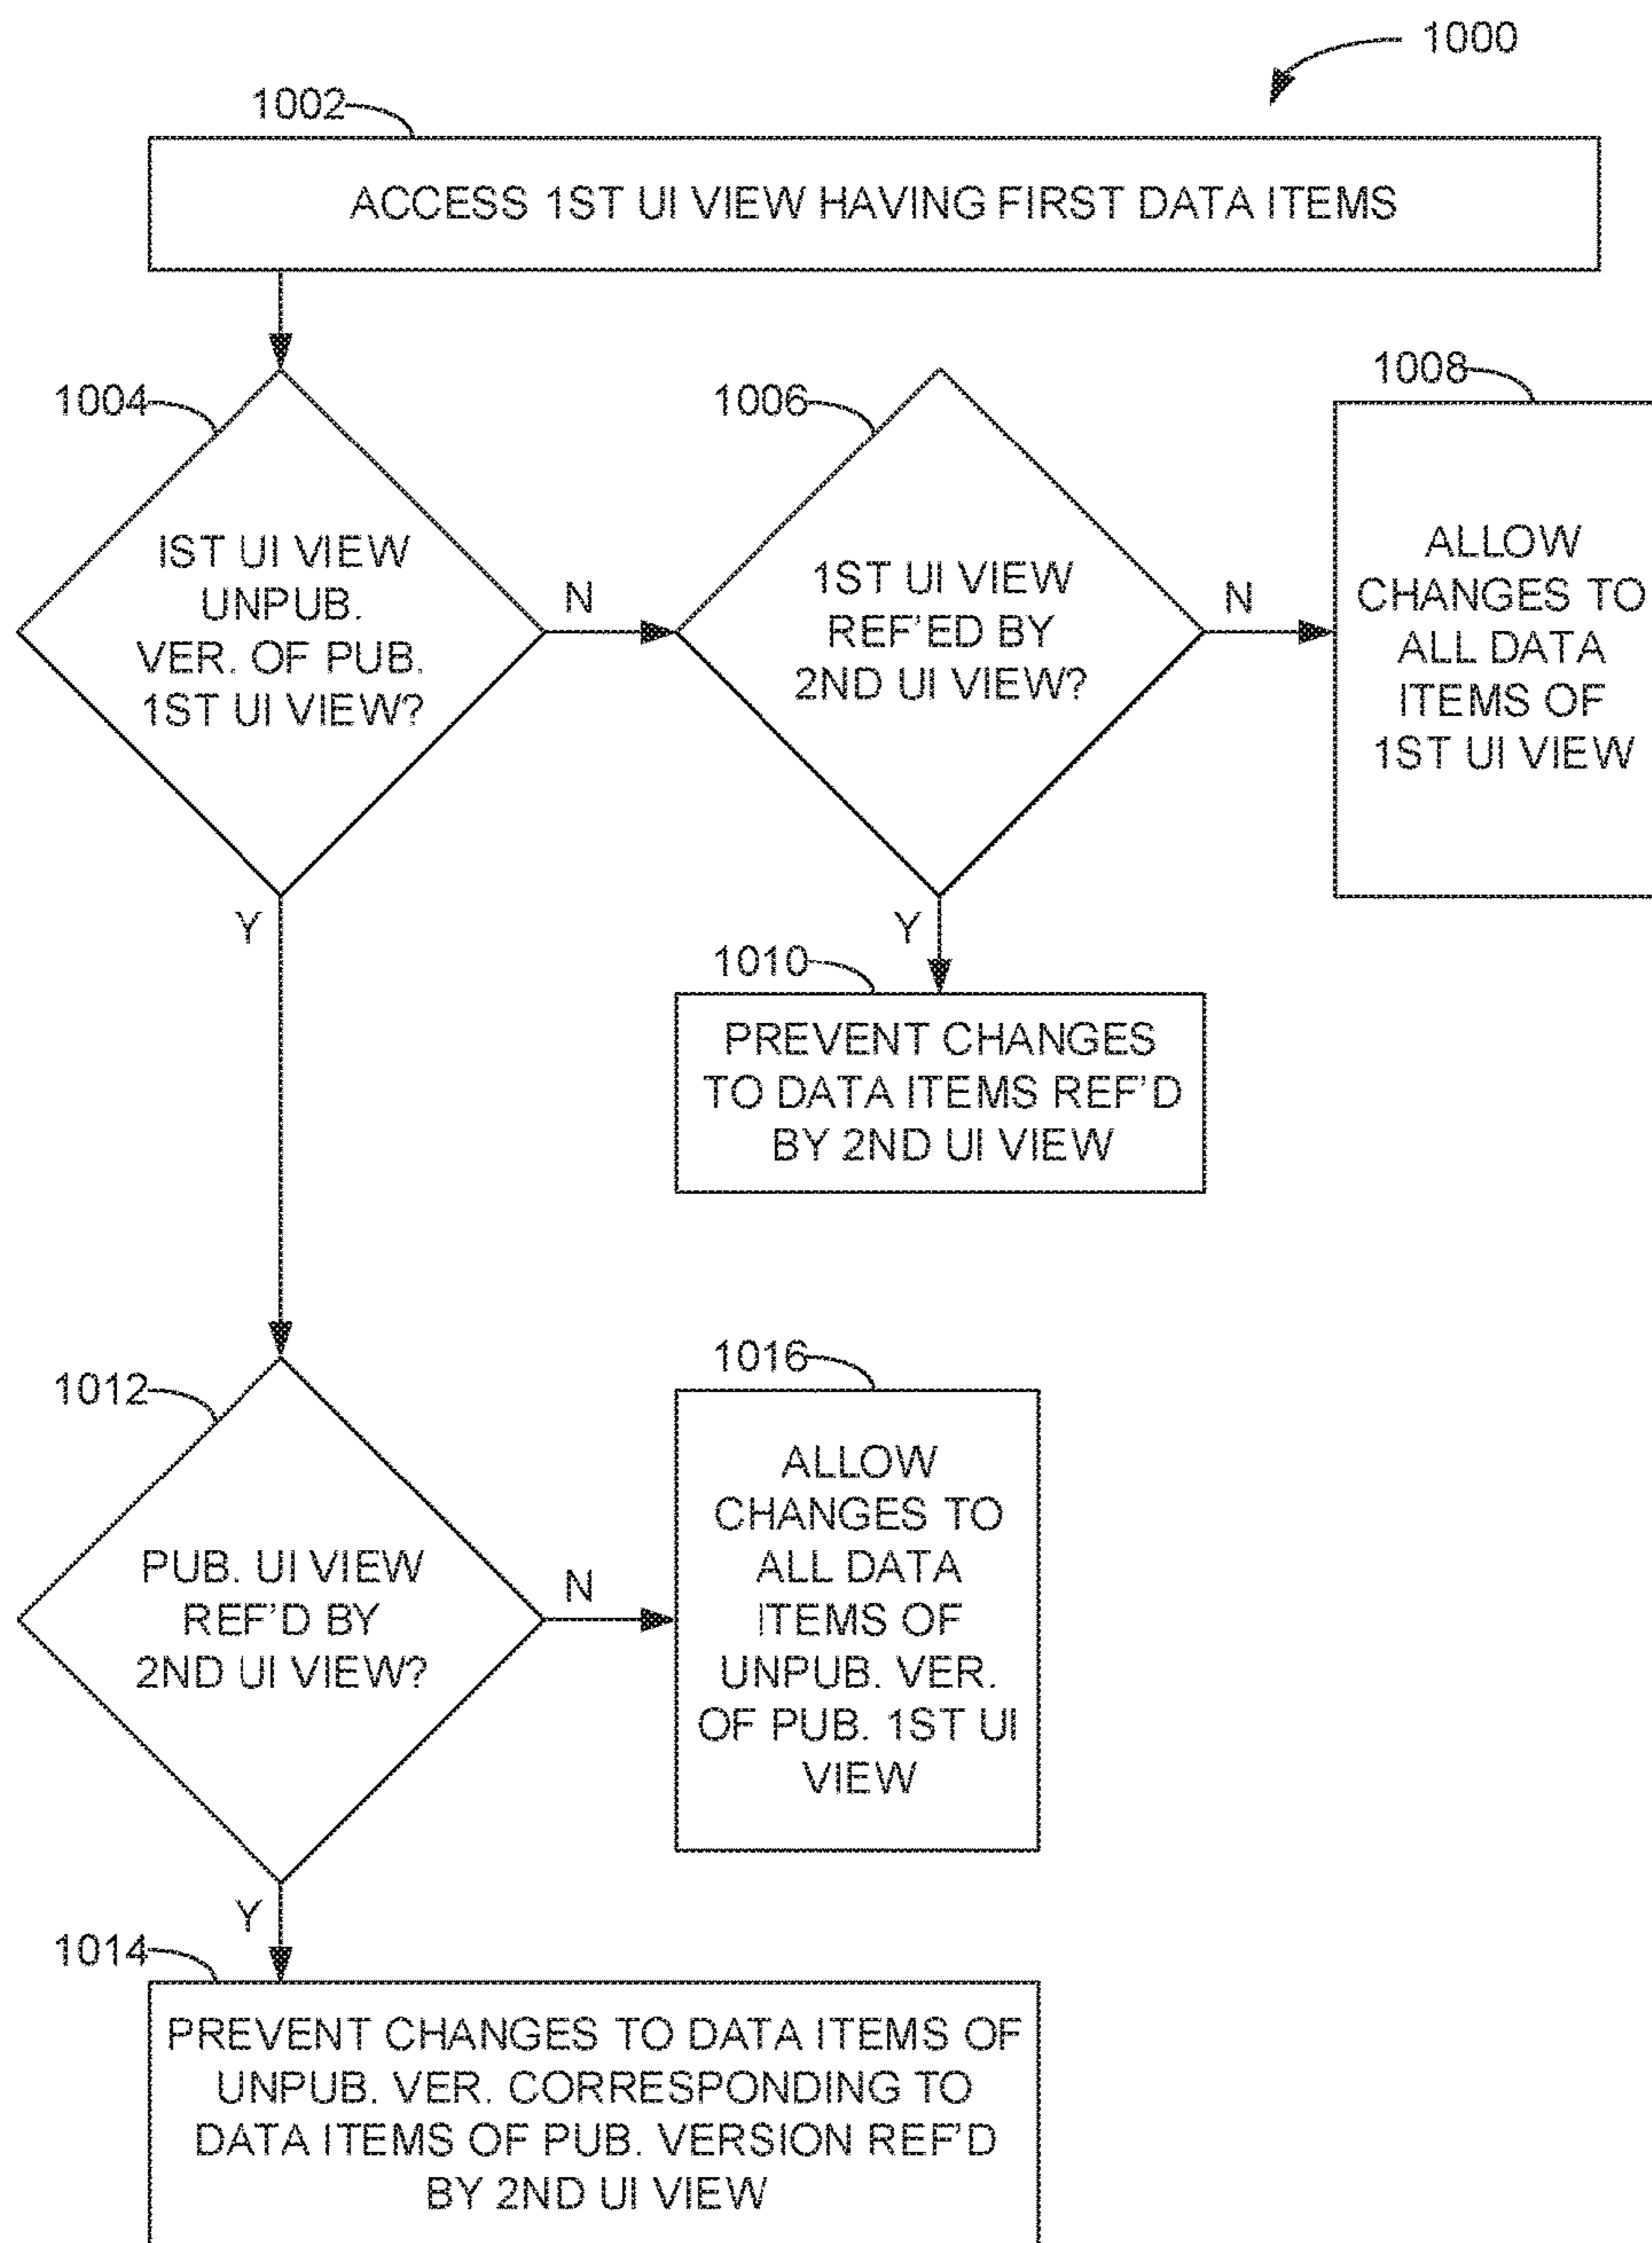 1000
1002
ACCESS 1ST UI VIEW HAVING FIRST DATA ITEMS
1004
IST UI VIEW
UNPUB.
VER. OF PUB.
1ST UI VIEW?
N
Y
1006
1ST UI VIEW
REF'ED BY
2ND UI VIEW?
N
Y
1008
ALLOW
CHANGES TO
ALL DATA
ITEMS OF
1ST UI VIEW
1010
PREVENT CHANGES
TO DATA ITEMS REF'D
BY 2ND UI VIEW
1012
PUB. UI VIEW
REF'D BY
2ND UI VIEW?
N
Y
1016
ALLOW
CHANGES TO
ALL DATA
ITEMS OF
UNPUB. VER.
OF PUB. 1ST UI
VIEW
1014
PREVENT CHANGES TO DATA ITEMS OF
UNPUB. VER. CORRESPONDING TO
DATA ITEMS OF PUB. VERSION REF'D
BY 2ND UI VIEW